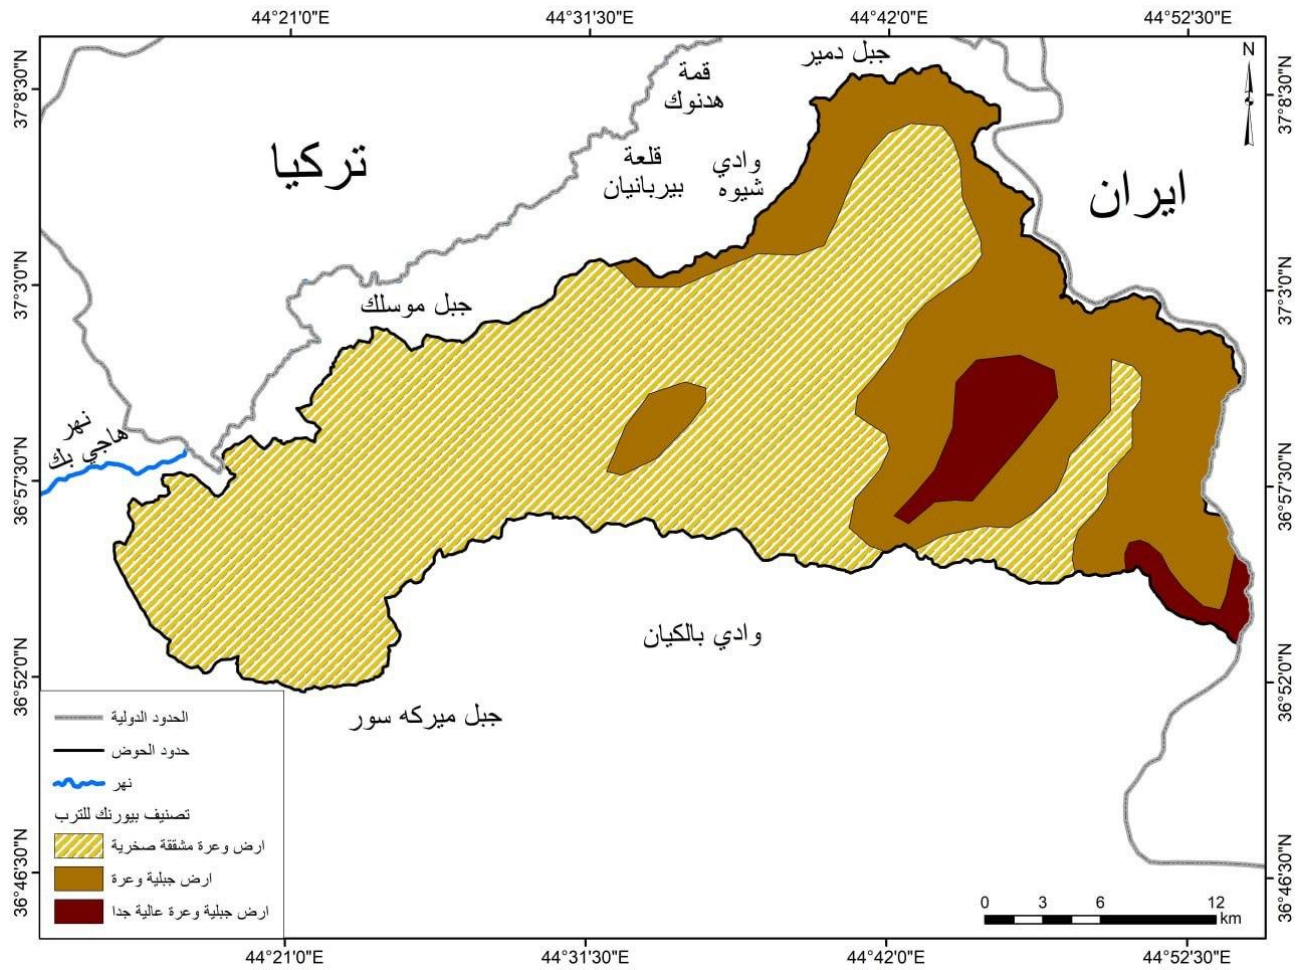 44°21'0"E
44°31'30"E
44°42'0"E
44°52'30"E
N
37°8'30"N
37°8'30"N
جبل دمير
قمة
هدنوك
تركيا
قلعة
بيربانيان
وادي
شيوه
ايران
37°3'0"N
37°3'0"N
جبل موسلك
نهر
هاجي بك
36°57'30"N
36°57'30"N
وادي بالكيان
36°52'0"N
36°52'0"N
جبل ميركه سور
الحدود الدولية
حدود الحوض
نهر
تصنيف بيورنك للترب
ارض وعرة مشققة صخرية
ارض جبلية وعرة
ارض جبلية وعرة عالية جدا
36°46'30"N
36°46'30"N
0 3 6 12
km
44°21'0"E
44°31'30"E
44°42'0"E
44°52'30"E